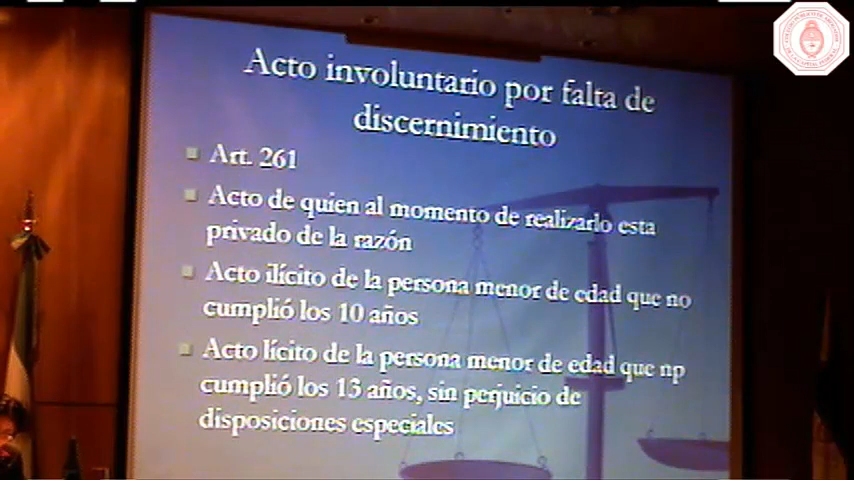 Acto involuntario por falta de
discernimiento
Art. 261
Acto de quien al momento de realizarlo esta
privado de la razón
Acto ilícito de la persona menor de edad que no
cumplió los 10 años
Acto lícito de la persona menor de edad que no
cumplió los 13 años, sin perjuicio de
disposiciones especiales